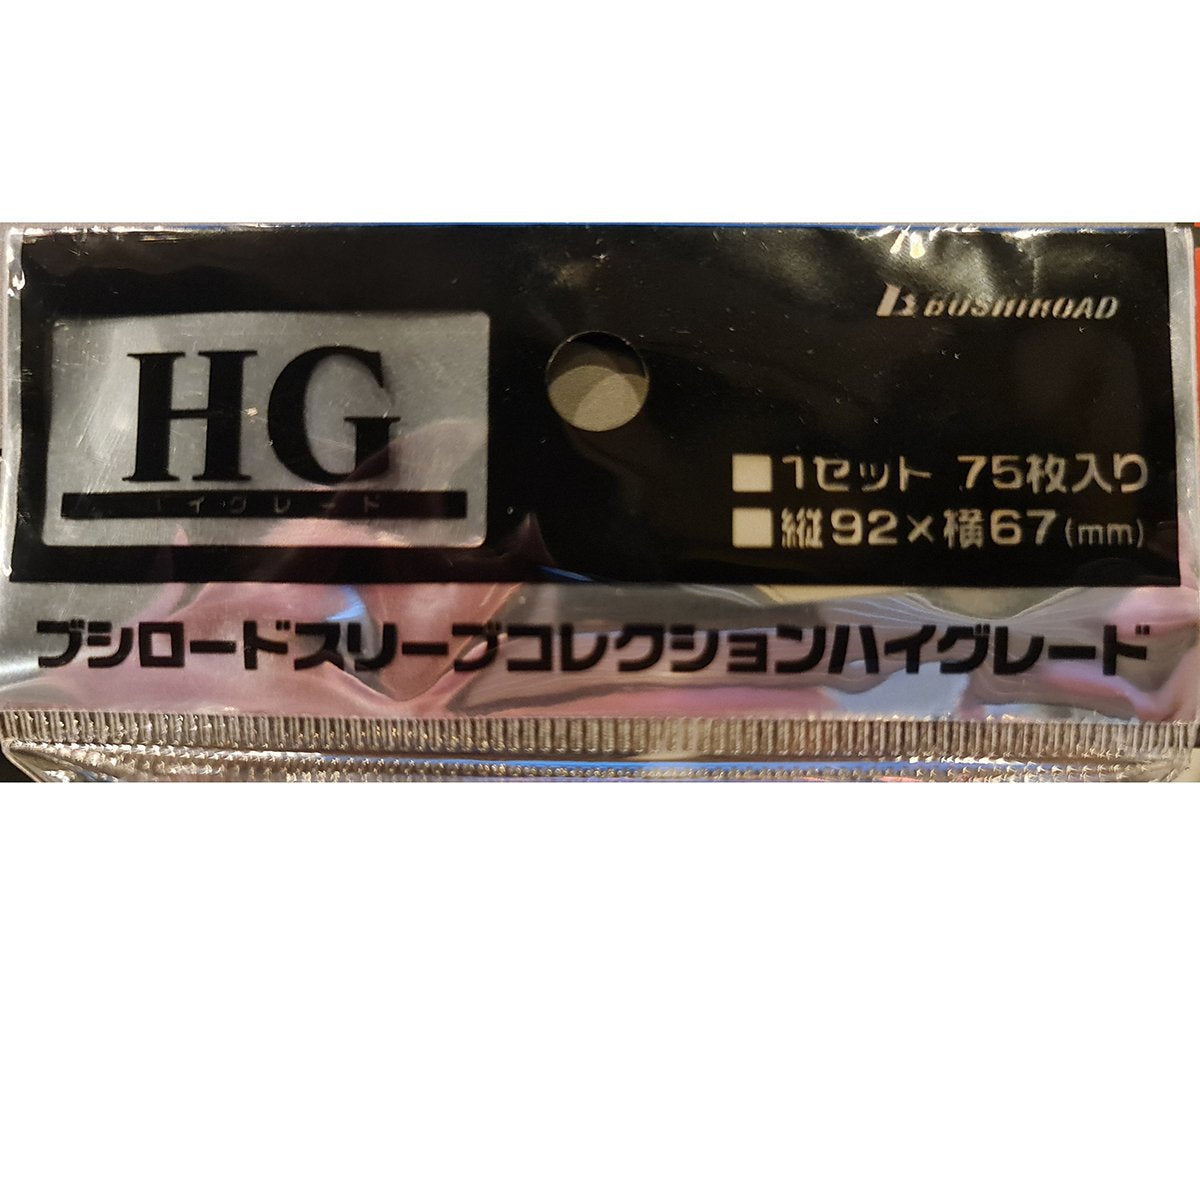 BUSHIROAD
HG
ハイグレード
■1セット 75枚入り
■縦92×横67(mm)
ブシロードスリーブコレクションハイグレード